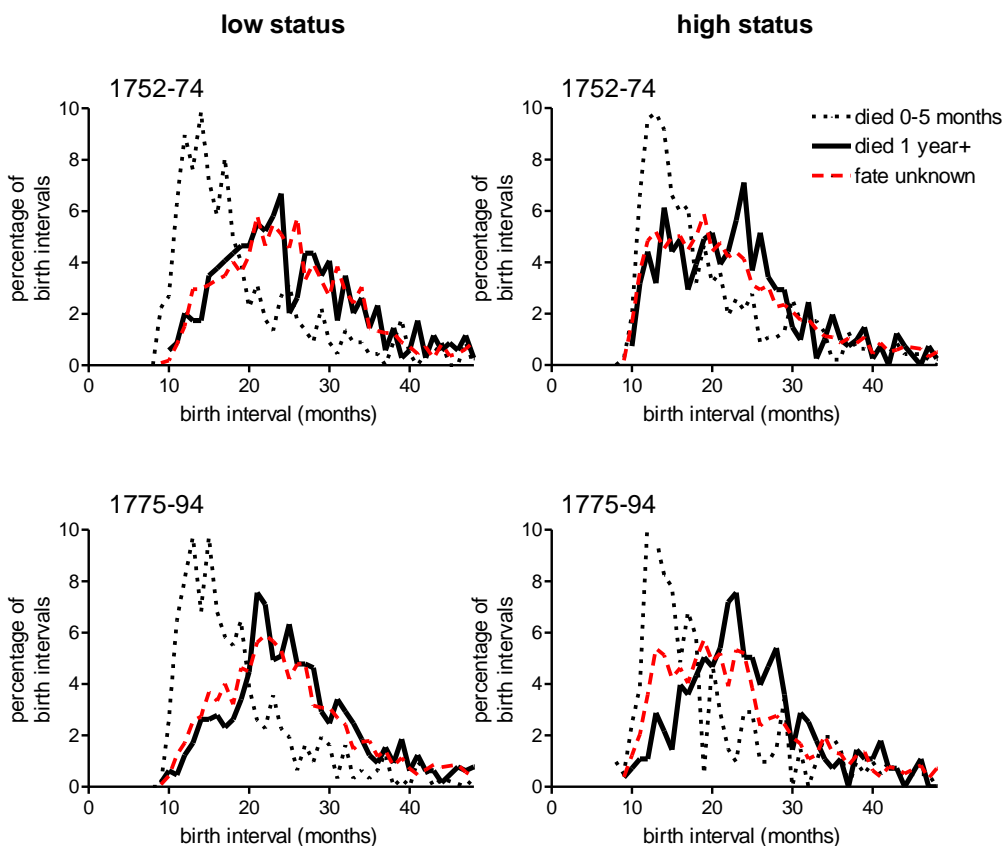 low status
high status
1752-74
1752-74
died 0-5 months
died 1 year+
fate unknown
percentage of
birth intervals
10
8
6
4
2
0
0
10
20
30
40
birth interval (months)
percentage of
birth intervals
10
8
6
4
2
0
0
10
20
30
40
birth interval (months)
1775-94
1775-94
percentage of
birth intervals
10
8
6
4
2
0
0
10
20
30
40
birth interval (months)
percentage of
birth intervals
10
8
6
4
2
0
0
10
20
30
40
birth interval (months)